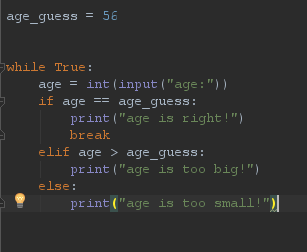 age_guess = 56
while True:
    age = int(input("age:"))
    if age == age_guess:
        print("age is right!")
        break
    elif age > age_guess:
        print("age is too big!")
    else:
        print("age is too small!")